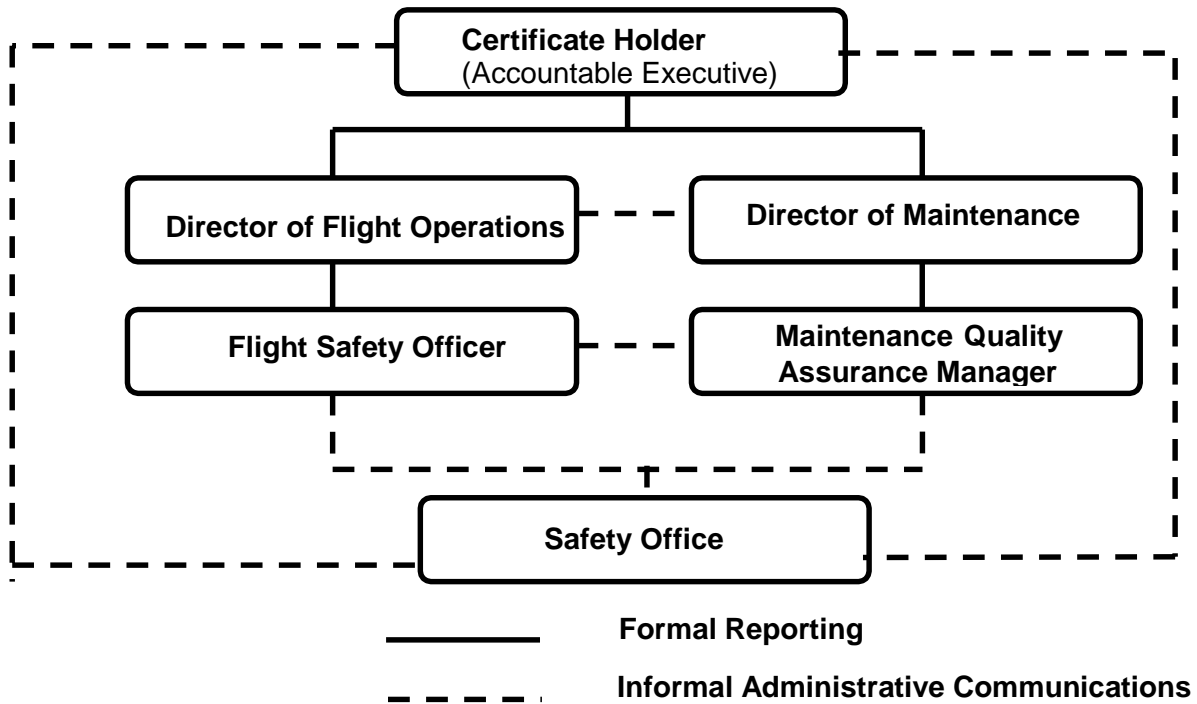 Certificate Holder
(Accountable Executive)
Director of Flight Operations
Director of Maintenance
Flight Safety Officer
Maintenance Quality
Assurance Manager
Safety Office
Formal Reporting
Informal Administrative Communications